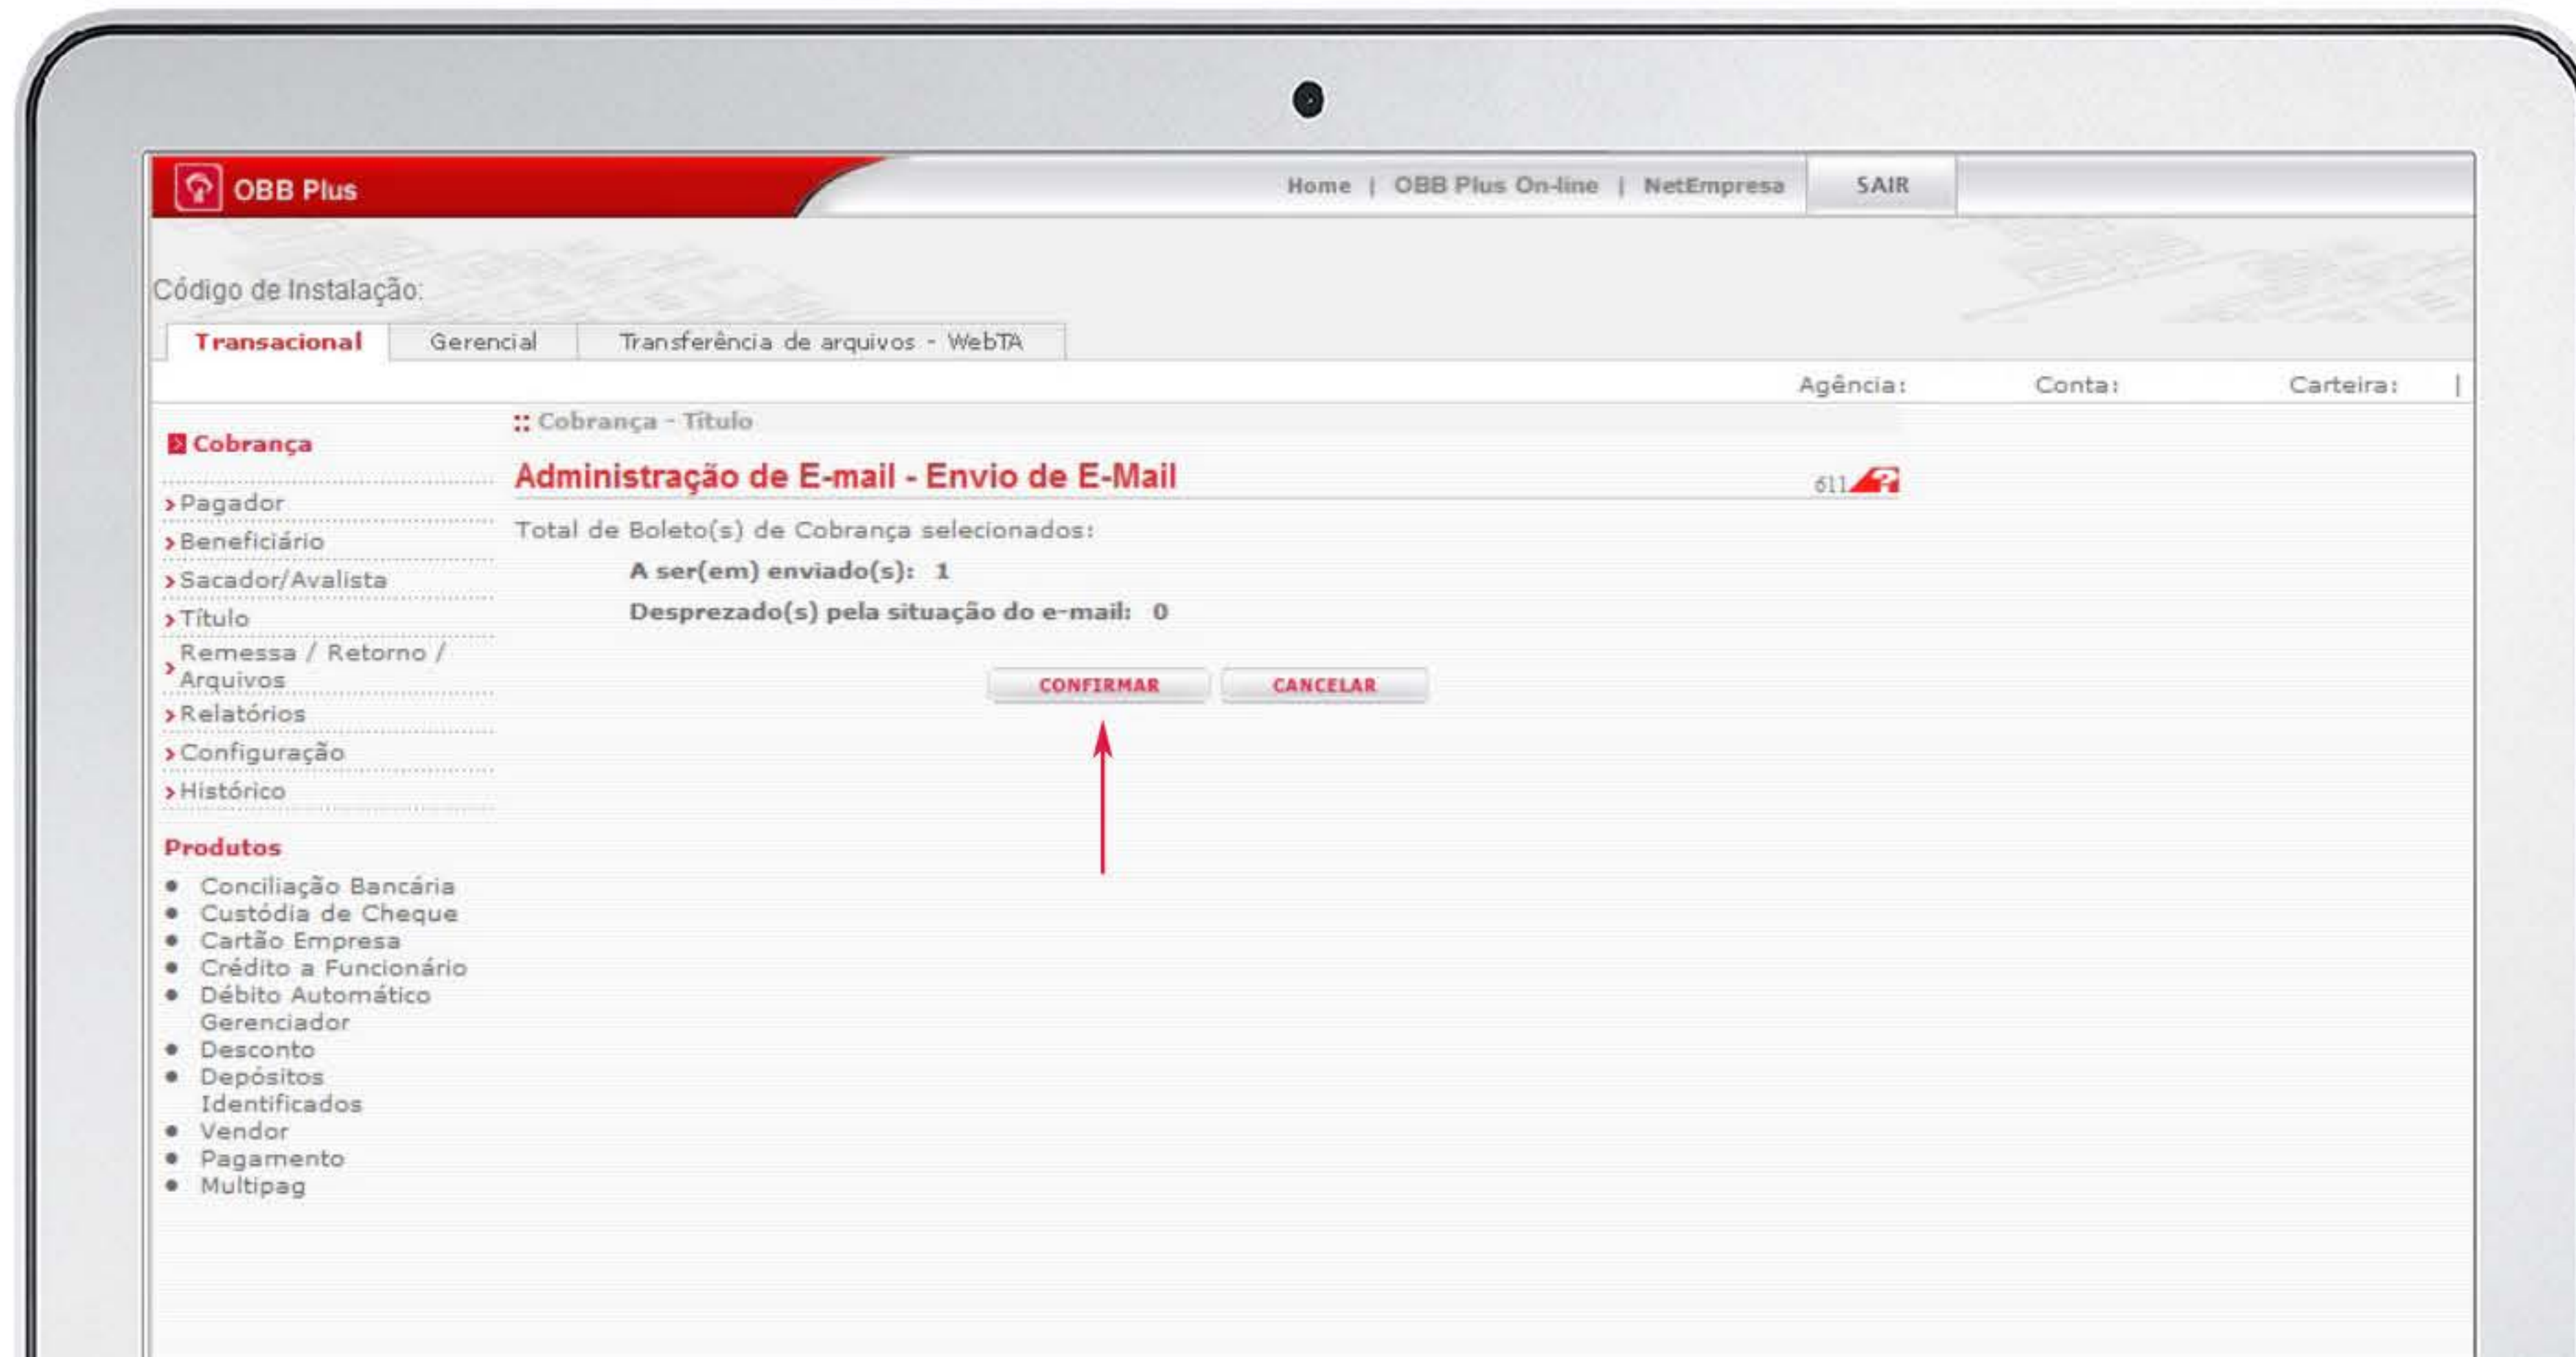 OBB Plus
Home | OBB Plus On-line | NetEmpresa SAIR
Código de Instalação:
Transacional Gerencial Transferência de arquivos - WebTA
Agência: Conta: Carteira: |
Cobrança
Pagador
Beneficiário
Sacador/Avalista
Título
Remessa / Retorno /
Arquivos
Relatórios
Configuração
Histórico
Produtos
Conciliação Bancária
Custódia de Cheque
Cartão Empresa
Crédito a Funcionário
Débito Automático
Gerenciador
Desconto
Depósitos
Identificados
Vendor
Pagamento
Multipag
:: Cobrança - Título
Administração de E-mail - Envio de E-Mail
611 ?
Total de Boleto(s) de Cobrança selecionados:
A ser(em) enviado(s): 1
Desprezado(s) pela situação do e-mail: 0
CONFIRMAR CANCELAR